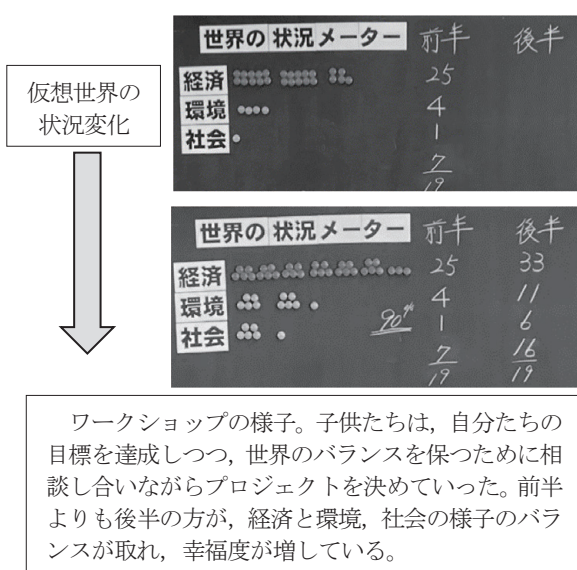 世界の 状況メーター 前半 後半
経済 25
環境 4
社会 1
7
19
仮想世界の
状況変化
世界の 状況メーター 前半 後半
経済 25 33
環境 4 11
社会 90% 1 6
7 16
19 19
ワークショップの様子。子供たちは，自分たちの
目標を達成しつつ，世界のバランスを保つために相
談し合いながらプロジェクトを決めていった。前半
よりも後半の方が，経済と環境，社会の様子のバラ
ンスが取れ，幸福度が増している。